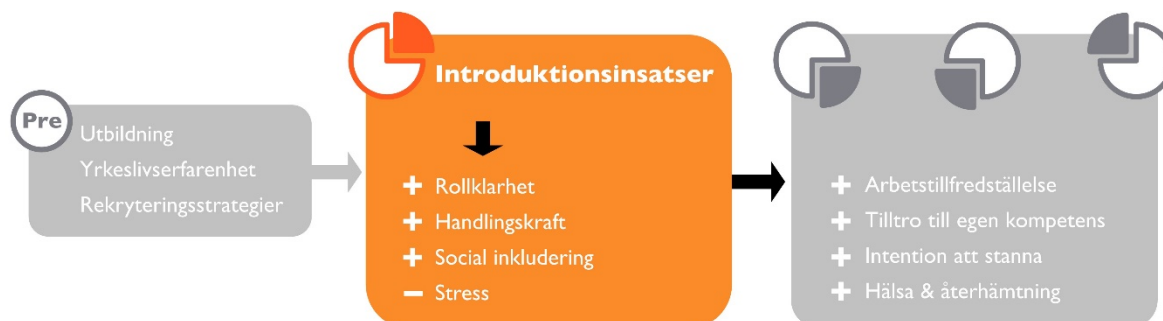 Pre
Utbildning
Yrkeslivserfarenhet
Rekryteringsstrategier
Introduktionsinsatser
+ Rollklarhet
+ Handlingskraft
+ Social inkludering
− Stress
+ Arbetstillfredställelse
+ Tilltro till egen kompetens
+ Intention att stanna
+ Hälsa & återhämtning